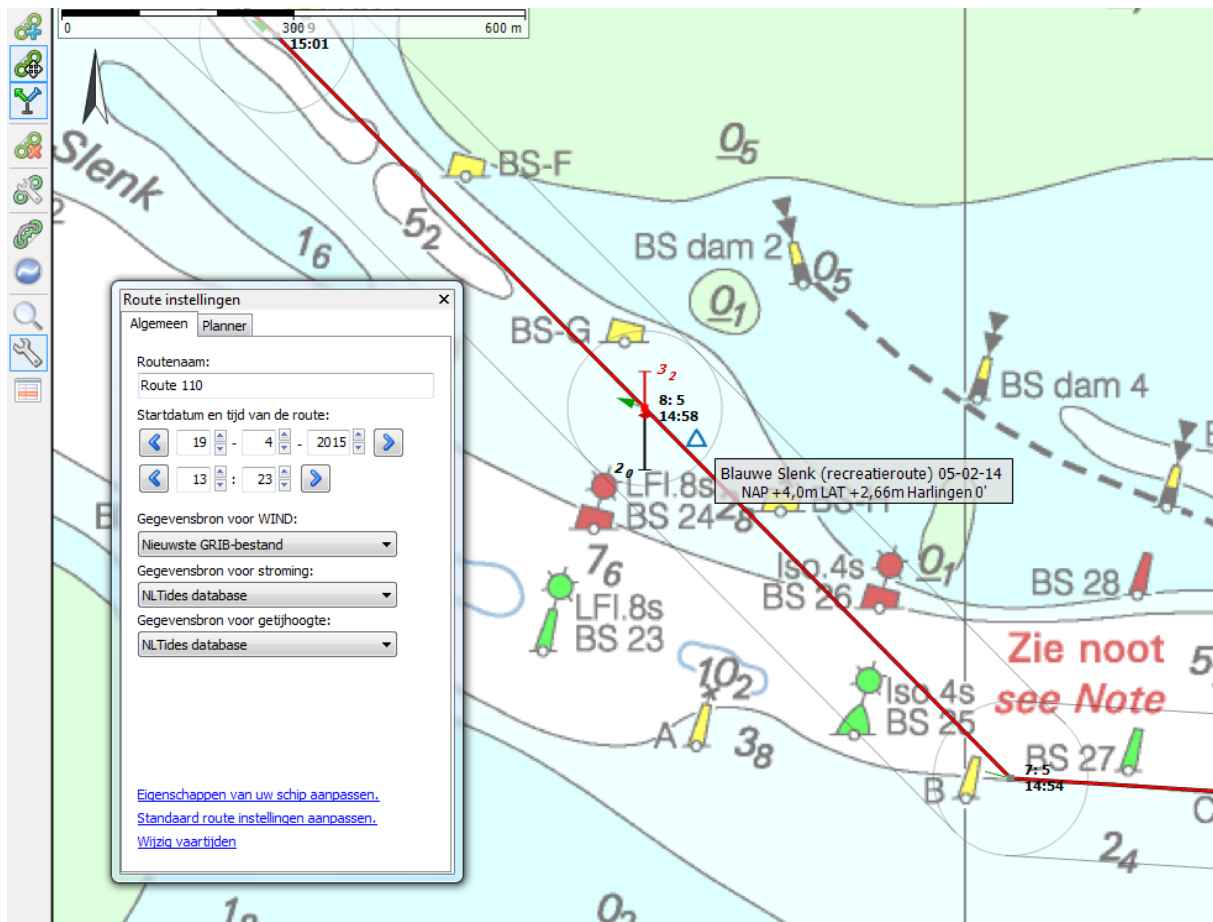 0 300 600 m
15:01
Slenk
BS-F
0₅
5₂
1₆
BS dam 2
0₅
0₁
BS-G
BS dam 4
3₂
8: 5
14:58
2₀
Blauwe Slenk (recreatieroute) 05-02-14
NAP +4,0m LAT +2,66m Harlingen 0'
LFl.8s
BS 24
2₈
7₆
Iso.4s
BS 26
0₁
BS 28
LFl.8s
BS 23
Zie noot
see Note
10₂
Iso.4s
BS 25
A
3₈
BS 27
7: 5
14:54
B
2₄
0₂
Route instellingen
Algemeen Planner
Routenaam:
Route 110
Startdatum en tijd van de route:
19 - 4 - 2015
13 : 23
Gegevensbron voor WIND:
Nieuwste GRIB-bestand
Gegevensbron voor stroming:
NLTides database
Gegevensbron voor getijhoogte:
NLTides database
Eigenschappen van uw schip aanpassen.
Standaard route instellingen aanpassen.
Wijzig vaartijden